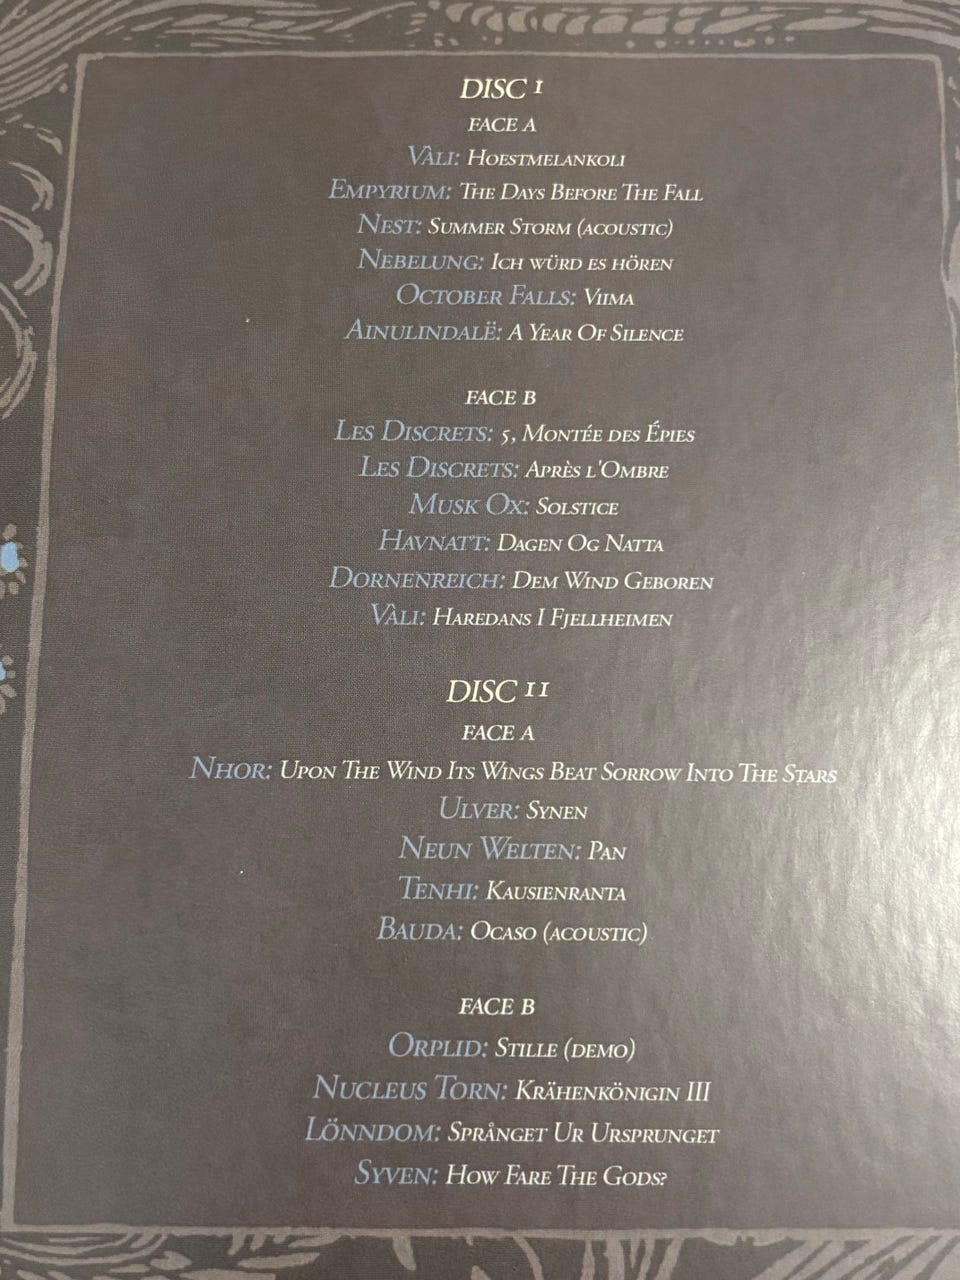 DISC I
FACE A
VÀLI: HOESTMELANKOLI
EMPYRIUM: THE DAYS BEFORE THE FALL
NEST: SUMMER STORM (ACOUSTIC)
NEBELUNG: ICH WÜRD ES HÖREN
OCTOBER FALLS: VIIMA
AINULINDALË: A YEAR OF SILENCE
FACE B
LES DISCRETS: 5, MONTÉE DES ÉPIES
LES DISCRETS: APRÈS L'OMBRE
MUSK OX: SOLSTICE
HAVNATT: DAGEN OG NATTA
DORNENREICH: DEM WIND GEBOREN
VÀLI: HAREDANS I FJELLHEIMEN
DISC II
FACE A
NHOR: UPON THE WIND ITS WINGS BEAT SORROW INTO THE STARS
ULVER: SYNEN
NEUN WELTEN: PAN
TENHI: KAUSIENRANTA
BAUDA: OCASO (ACOUSTIC)
FACE B
ORPLID: STILLE (DEMO)
NUCLEUS TORN: KRÄHENKÖNIGIN III
LÖNNDOM: SPRÅNGET UR URSPRUNGET
SYVEN: HOW FARE THE GODS?